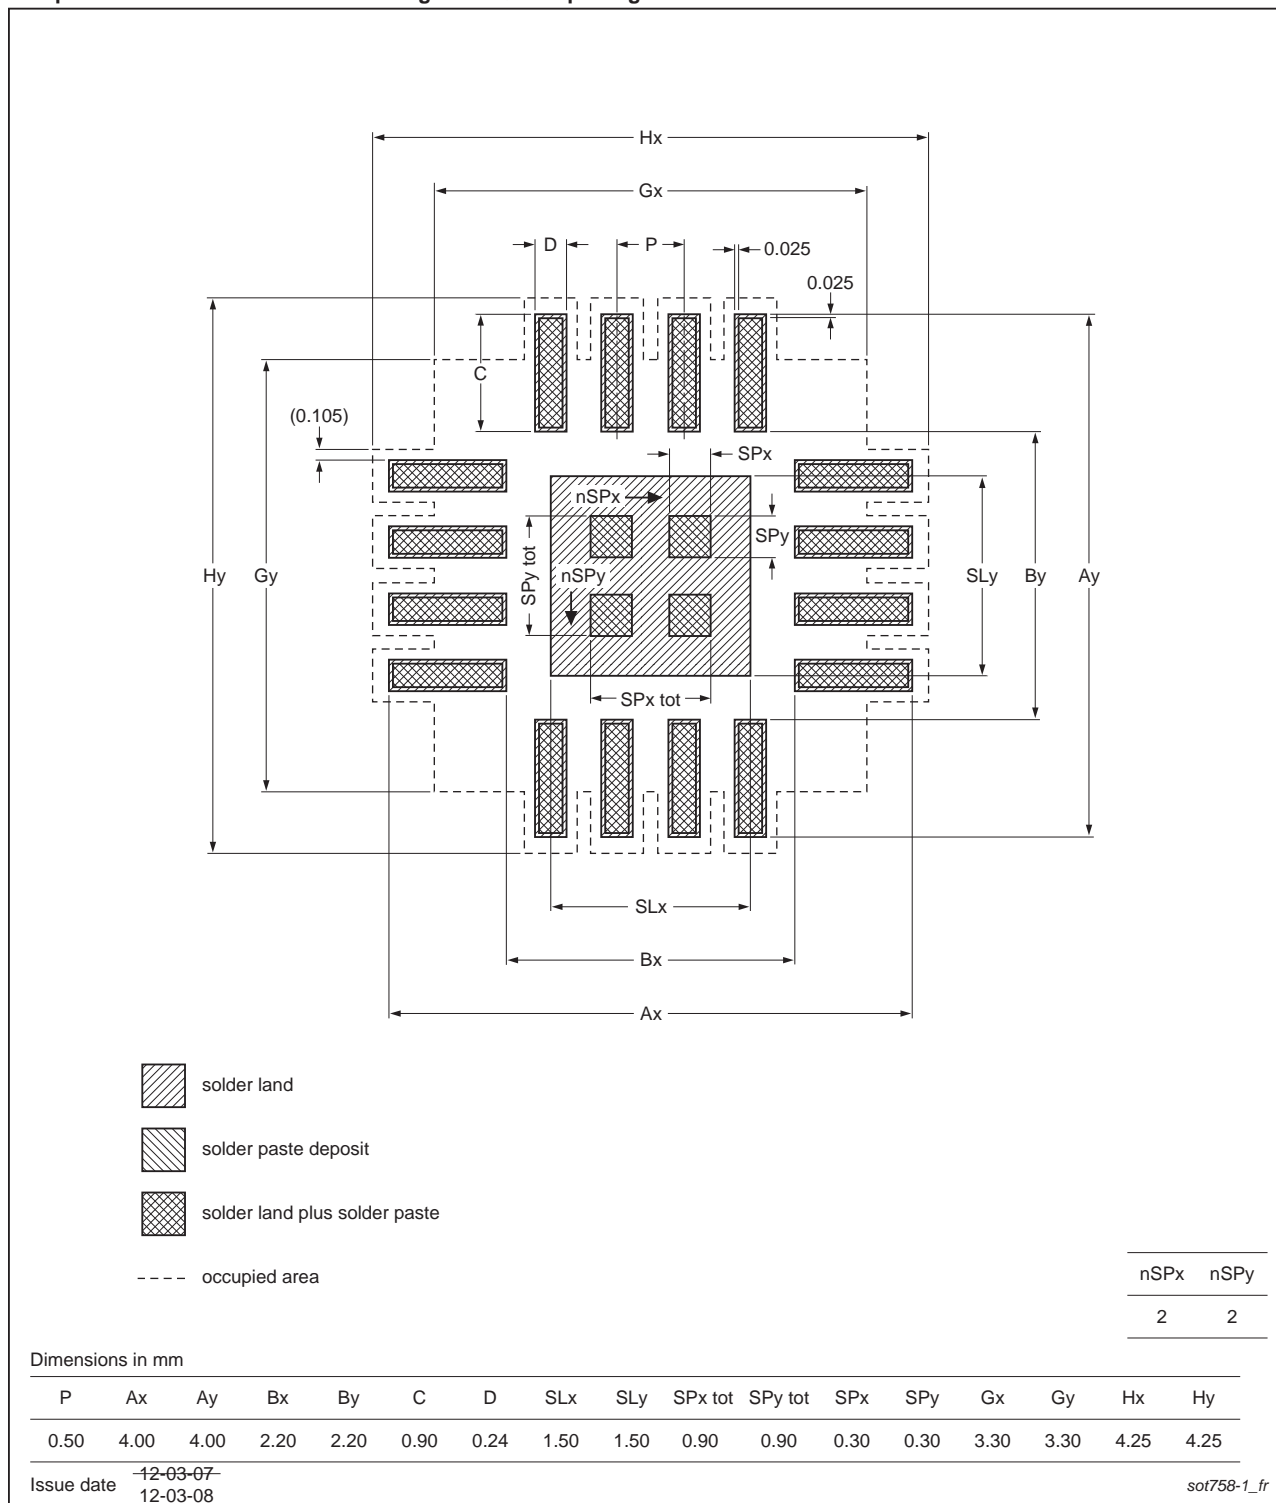 Hx
Gx
D
P
0.025
0.025
C
(0.105)
SPx
nSPx
SPy
SPy tot
nSPy
Hy
Gy
SLy
By
Ay
SPx tot
SLx
Bx
Ax
solder land
solder paste deposit
solder land plus solder paste
occupied area
nSPx nSPy
2 2
Dimensions in mm
P Ax Ay Bx By C D SLx SLy SPx tot SPy tot SPx SPy Gx Gy Hx Hy
0.50 4.00 4.00 2.20 2.20 0.90 0.24 1.50 1.50 0.90 0.90 0.30 0.30 3.30 3.30 4.25 4.25
Issue date 12-03-07
12-03-08
sot758-1_fr